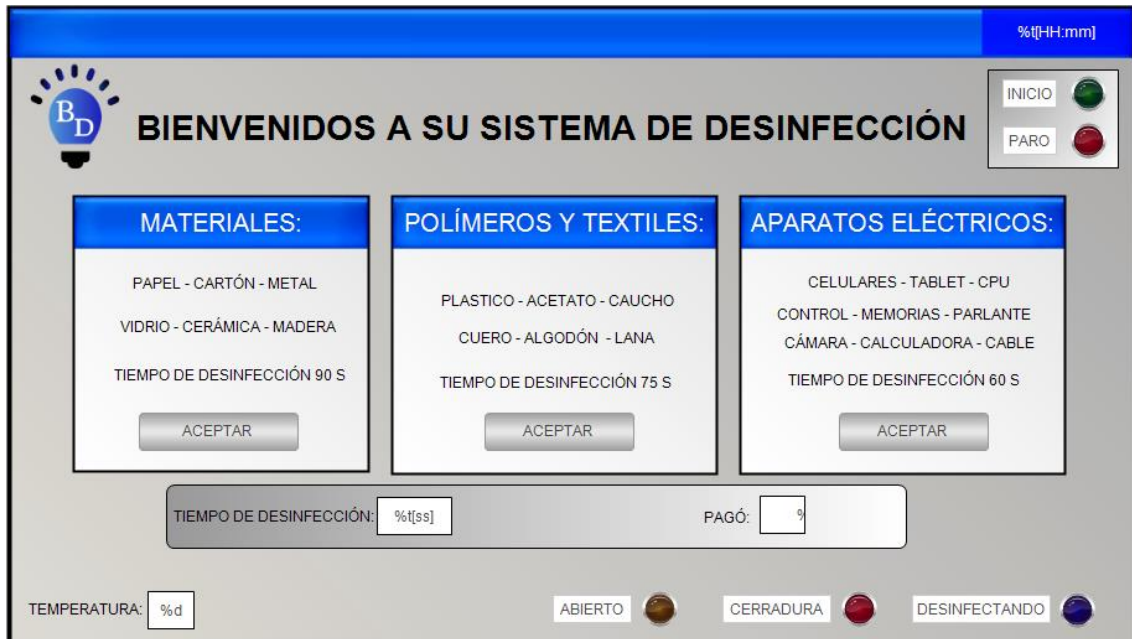 %t[HH:mm]
BD
BIENVENIDOS A SU SISTEMA DE DESINFECCIÓN
INICIO
PARO
MATERIALES:
PAPEL - CARTÓN - METAL
VIDRIO - CERÁMICA - MADERA
TIEMPO DE DESINFECCIÓN 90 S
ACEPTAR
POLÍMEROS Y TEXTILES:
PLASTICO - ACETATO - CAUCHO
CUERO - ALGODÓN - LANA
TIEMPO DE DESINFECCIÓN 75 S
ACEPTAR
APARATOS ELÉCTRICOS:
CELULARES - TABLET - CPU
CONTROL - MEMORIAS - PARLANTE
CÁMARA - CALCULADORA - CABLE
TIEMPO DE DESINFECCIÓN 60 S
ACEPTAR
TIEMPO DE DESINFECCIÓN: %t[ss]
PAGÓ: %
TEMPERATURA: %d
ABIERTO
CERRADURA
DESINFECTANDO